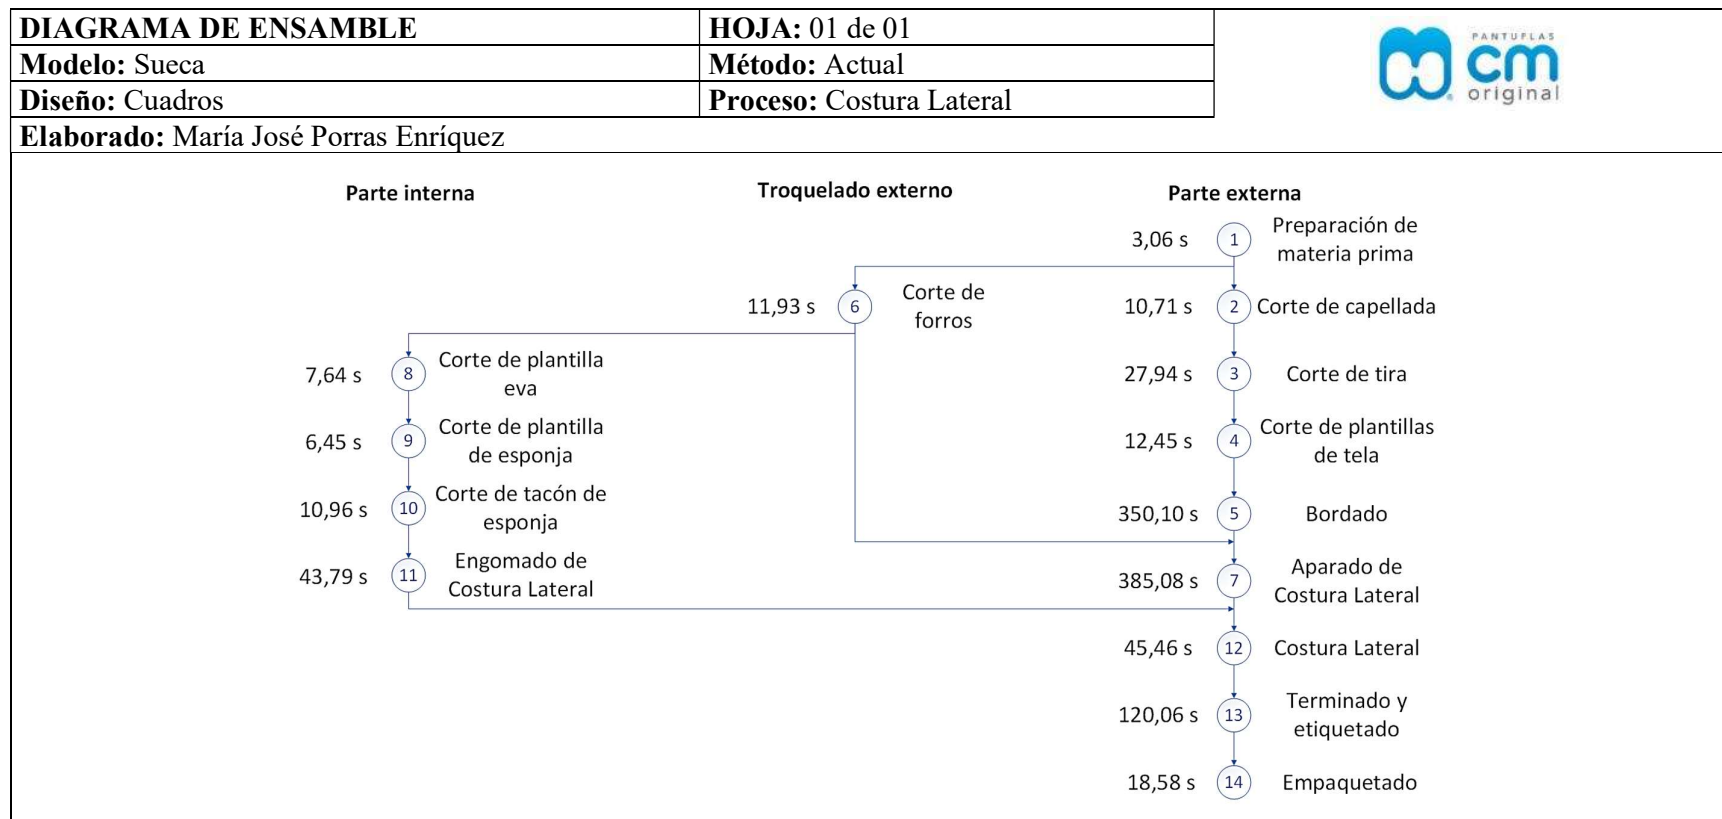 DIAGRAMA DE ENSAMBLE
HOJA: 01 de 01
Modelo: Sueca
Método: Actual
Diseño: Cuadros
Proceso: Costura Lateral
Elaborado: María José Porras Enríquez
PANTUFLAS
cm
original
Parte interna
Troquelado externo
Parte externa
3,06 s
1
Preparación de
materia prima
11,93 s
6
Corte de
forros
10,71 s
2
Corte de capellada
7,64 s
8
Corte de plantilla
eva
27,94 s
3
Corte de tira
6,45 s
9
Corte de plantilla
de esponja
12,45 s
4
Corte de plantillas
de tela
10,96 s
10
Corte de tacón de
esponja
350,10 s
5
Bordado
43,79 s
11
Engomado de
Costura Lateral
385,08 s
7
Aparado de
Costura Lateral
45,46 s
12
Costura Lateral
120,06 s
13
Terminado y
etiquetado
18,58 s
14
Empaquetado